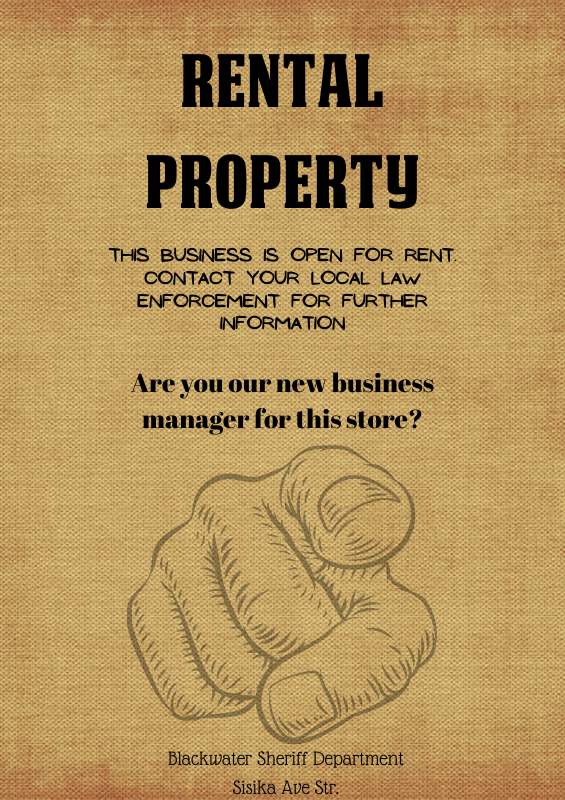 RENTAL
PROPERTY
THIS BUSINESS IS OPEN FOR RENT.
CONTACT YOUR LOCAL LAW
ENFORCEMENT FOR FURTHER
INFORMATION
Are you our new business
manager for this store?
Blackwater Sheriff Department
Sisika Ave Str.